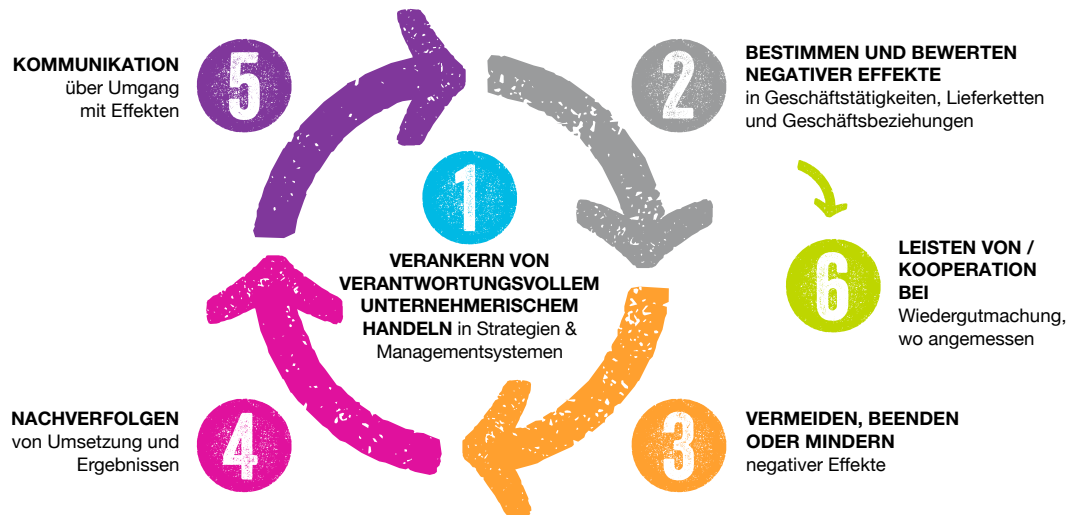 1
VERANKERN VON
VERANTWORTUNGSVOLLEM
UNTERNEHMERISCHEM
HANDELN in Strategien &
Managementsystemen
2
BESTIMMEN UND BEWERTEN
NEGATIVER EFFEKTE
in Geschäftstätigkeiten, Lieferketten
und Geschäftsbeziehungen
3
VERMEIDEN, BEENDEN
ODER MINDERN
negativer Effekte
4
NACHVERFOLGEN
von Umsetzung und
Ergebnissen
5
KOMMUNIKATION
über Umgang
mit Effekten
6
LEISTEN VON /
KOOPERATION
BEI
Wiedergutmachung,
wo angemessen